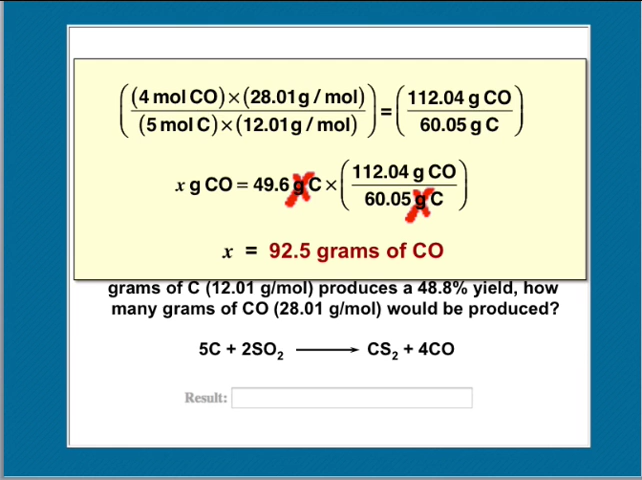 ((4 mol CO)×(28.01g / mol) / (5 mol C)×(12.01g / mol)) = (112.04 g CO / 60.05 g C)
x g CO = 49.6 g C × (112.04 g CO / 60.05 g C)
x = 92.5 grams of CO
grams of C (12.01 g/mol) produces a 48.8% yield, how
many grams of CO (28.01 g/mol) would be produced?
5C + 2SO₂ ⟶ CS₂ + 4CO
Result: